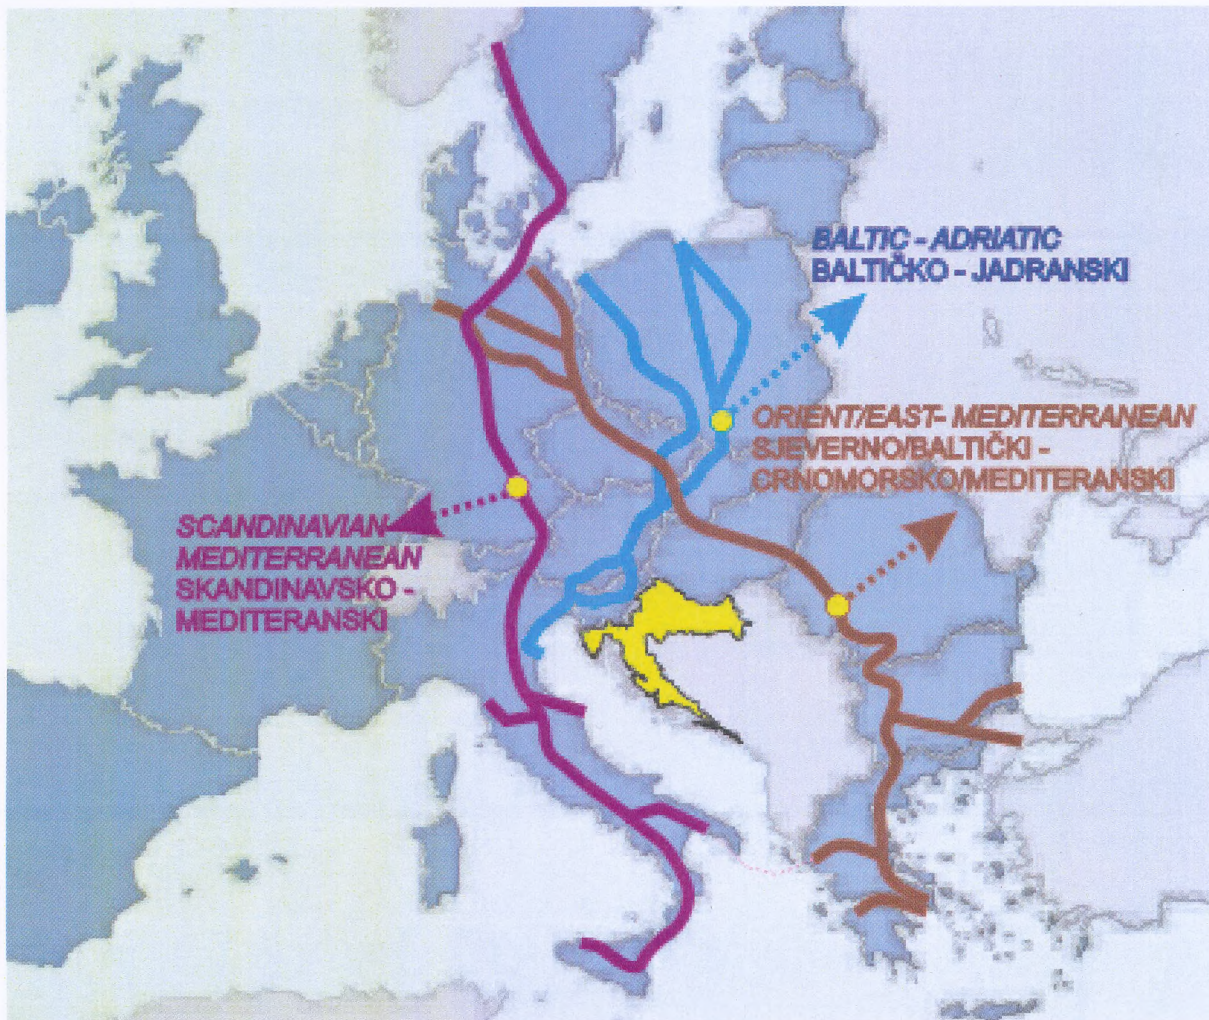 BALTIC - ADRIATIC
BALTIČKO - JADRANSKI
ORIENT/EAST- MEDITERRANEAN
SJEVERNO/BALTIČKI -
CRNOMORSKO/MEDITERANSKI
SCANDINAVIAN-
MEDITERRANEAN
SKANDINAVSKO -
MEDITERANSKI